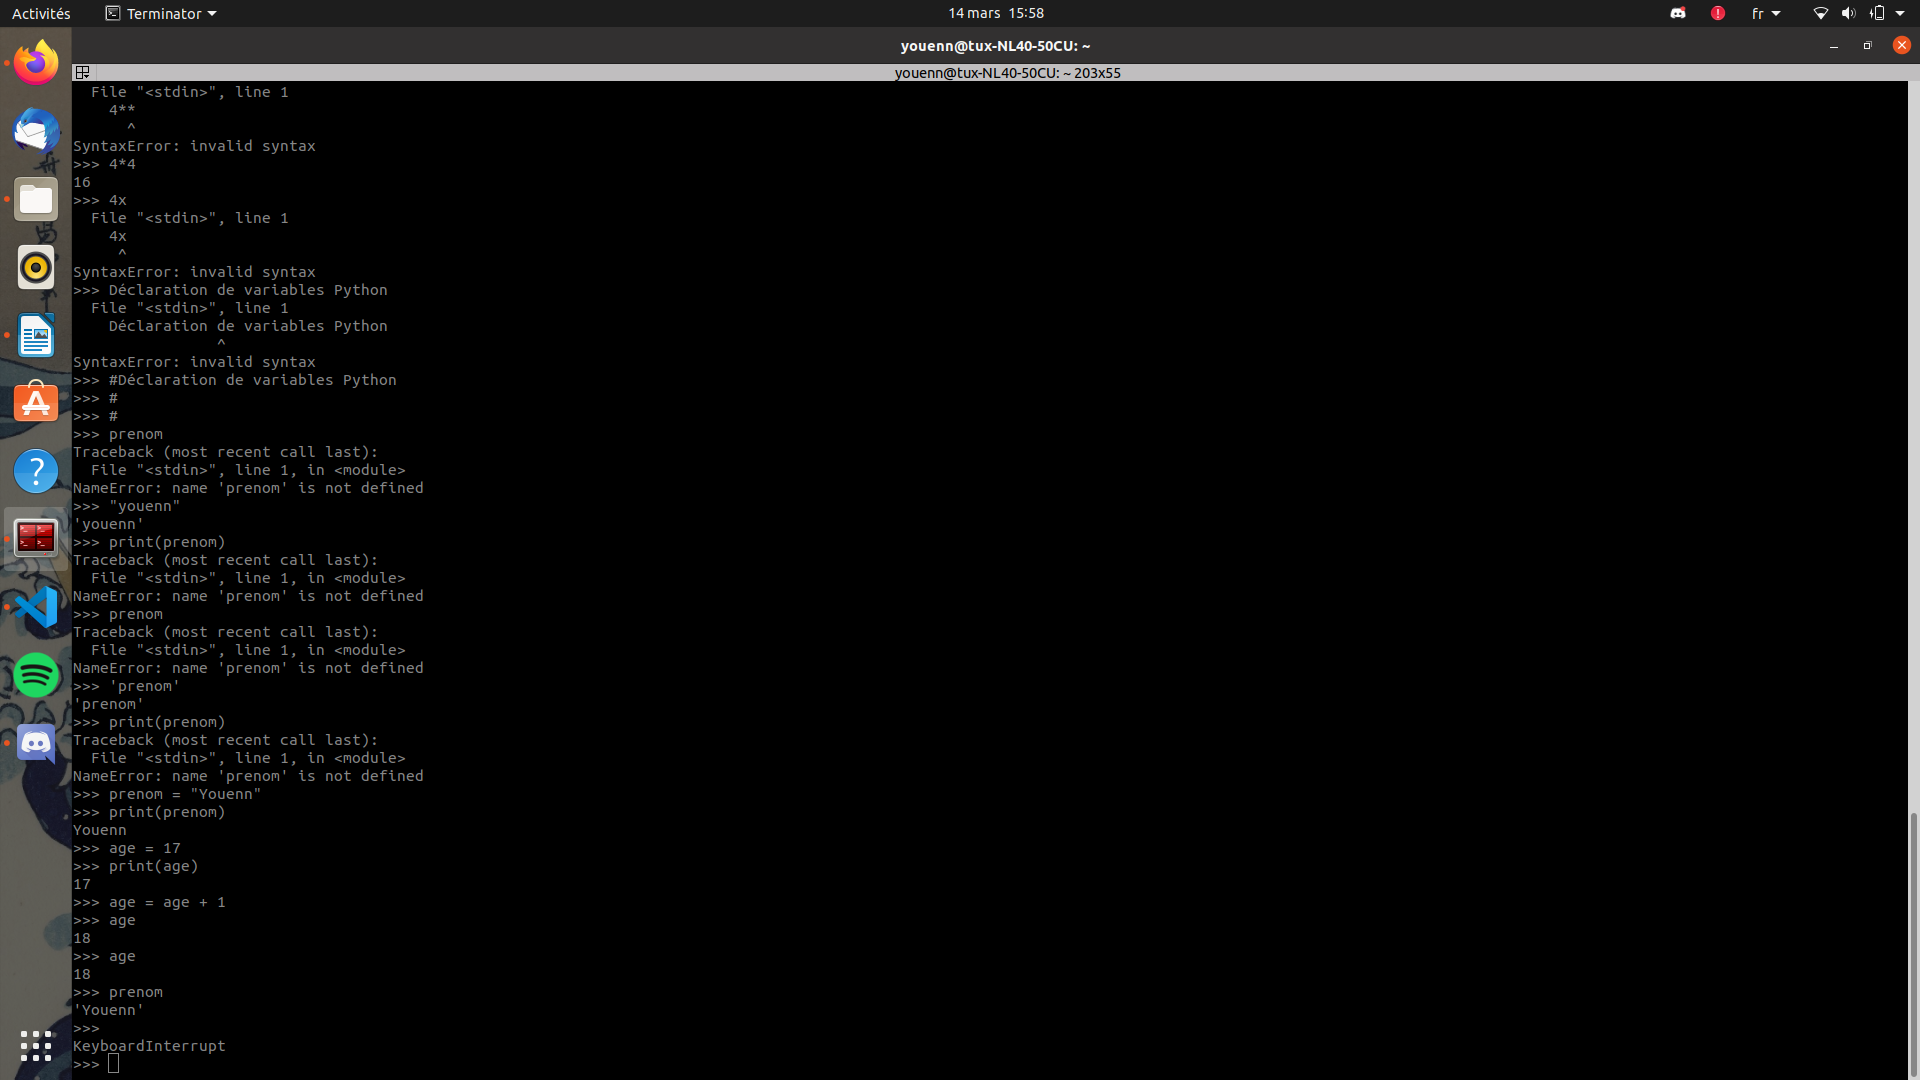 Activités
Terminator
14 mars 15:58
fr
youenn@tux-NL40-50CU: ~
youenn@tux-NL40-50CU: ~ 203x55
  File "<stdin>", line 1
    4**
      ^
SyntaxError: invalid syntax
>>> 4*4
16
>>> 4x
  File "<stdin>", line 1
    4x
     ^
SyntaxError: invalid syntax
>>> Déclaration de variables Python
  File "<stdin>", line 1
    Déclaration de variables Python
                ^
SyntaxError: invalid syntax
>>> #Déclaration de variables Python
>>> #
>>> #
>>> prenom
Traceback (most recent call last):
  File "<stdin>", line 1, in <module>
NameError: name 'prenom' is not defined
>>> "youenn"
'youenn'
>>> print(prenom)
Traceback (most recent call last):
  File "<stdin>", line 1, in <module>
NameError: name 'prenom' is not defined
>>> prenom
Traceback (most recent call last):
  File "<stdin>", line 1, in <module>
NameError: name 'prenom' is not defined
>>> 'prenom'
'prenom'
>>> print(prenom)
Traceback (most recent call last):
  File "<stdin>", line 1, in <module>
NameError: name 'prenom' is not defined
>>> prenom = "Youenn"
>>> print(prenom)
Youenn
>>> age = 17
>>> print(age)
17
>>> age = age + 1
>>> age
18
>>> age
18
>>> prenom
'Youenn'
>>>
KeyboardInterrupt
>>>